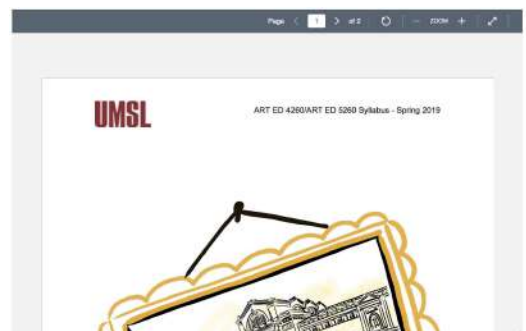 Page 1 of 2 ZOOM
UMSL
ART ED 4260/ART ED 5260 Syllabus - Spring 2019